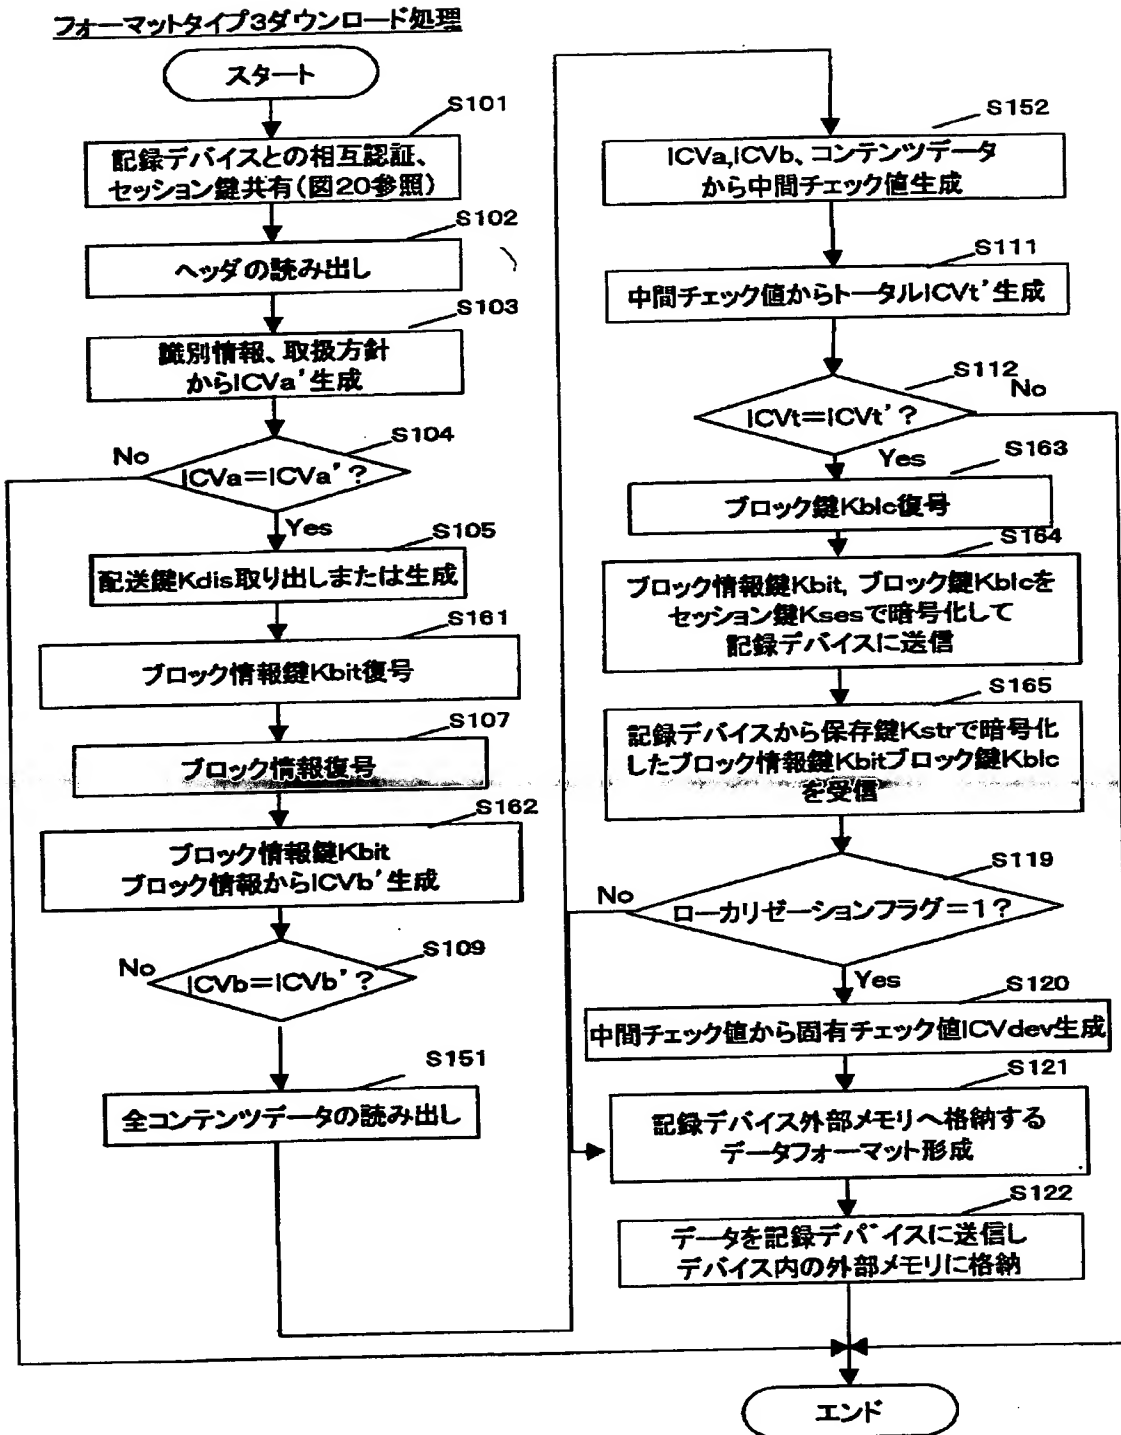 フォーマットタイプ3ダウンロード処理
スタート
S101
記録デバイスとの相互認証、
セッション鍵共有(図20参照)
S102
ヘッダの読み出し
S103
識別情報、取扱方針
からICVa'生成
S104
No
ICVa=ICVa'?
Yes
S105
配送鍵Kdis取り出しまたは生成
S161
ブロック情報鍵Kbit復号
S107
ブロック情報復号
S162
ブロック情報鍵Kbit
ブロック情報からICVb'生成
S109
No
ICVb=ICVb'?
S151
全コンテンツデータの読み出し
S152
ICVa,ICVb、コンテンツデータ
から中間チェック値生成
S111
中間チェック値からトータルICVt'生成
S112
No
ICVt=ICVt'?
Yes
S163
ブロック鍵Kblc復号
S164
ブロック情報鍵Kbit, ブロック鍵Kblcを
セッション鍵Ksesで暗号化して
記録デバイスに送信
S165
記録デバイスから保存鍵Kstrで暗号化
したブロック情報鍵Kbitブロック鍵Kblc
を受信
S119
No
ローカリゼーションフラグ=1?
Yes
S120
中間チェック値から固有チェック値ICVdev生成
S121
記録デバイス外部メモリへ格納する
データフォーマット形成
S122
データを記録デバイスに送信し
デバイス内の外部メモリに格納
エンド